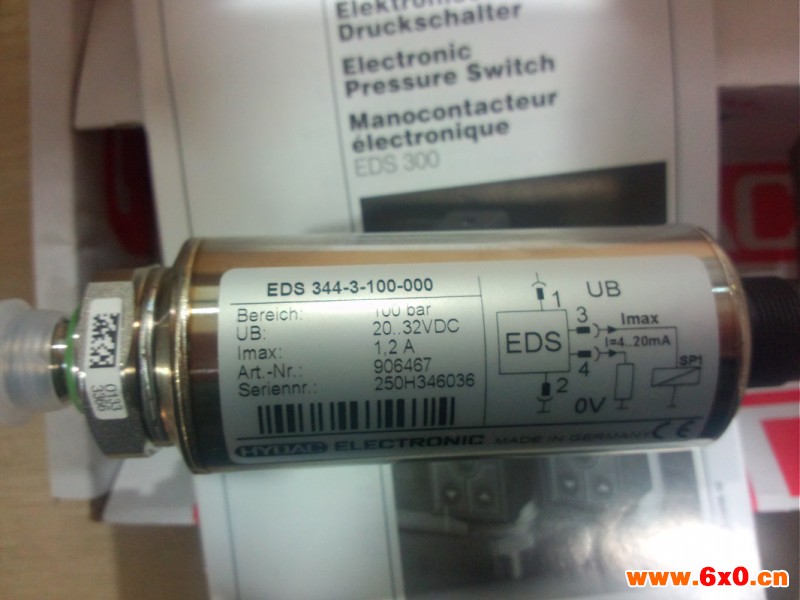 Elektronischer
Druckschalter
Electronic
Pressure Switch
Manocontacteur
électronique
EDS 300
EDS 344-3-100-000
Bereich: 100 bar
UB: 20..32VDC
Imax: 1,2 A
Art.-Nr.: 906467
Seriennr.: 250H346036
HYDAC ELECTRONIC MADE IN GERMANY CE
1 UB
3 Imax
EDS I=4..20mA
4 SP1
2
0V
0133
www.6x0.cn